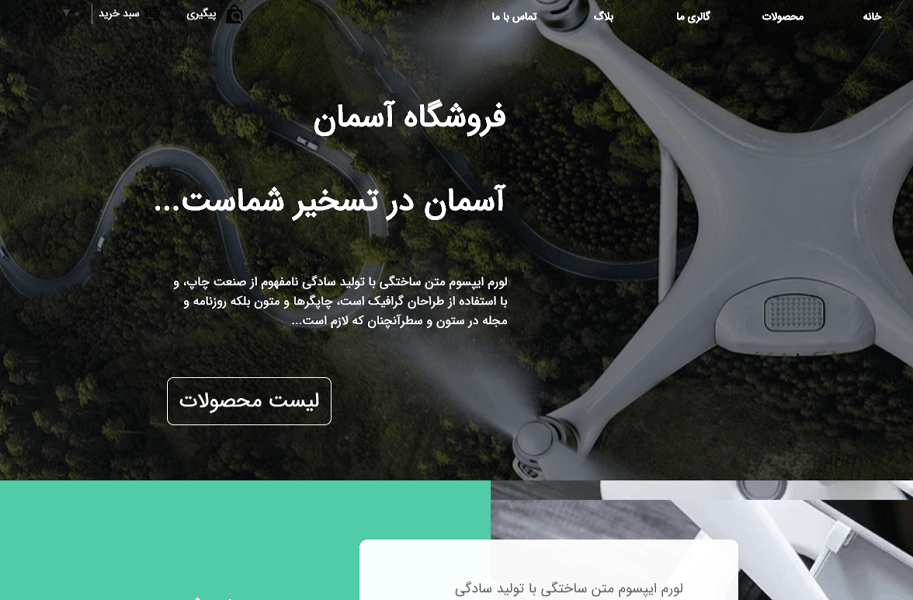 خانه
محصولات
گالری ما
بلاگ
تماس با ما
پیگیری
سبد خرید
فروشگاه آسمان
آسمان در تسخیر شماست...
لورم ایپسوم متن ساختگی با تولید سادگی نامفهوم از صنعت چاپ، و
با استفاده از طراحان گرافیک است، چاپگرها و متون بلکه روزنامه و
مجله در ستون و سطرآنچنان که لازم است...
لیست محصولات
لورم ایپسوم متن ساختگی با تولید سادگی